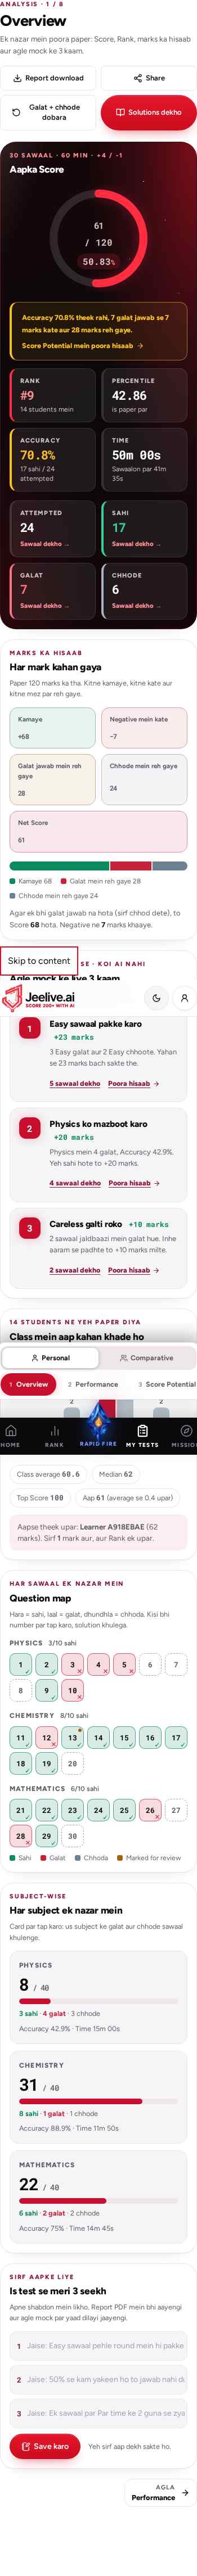 ANALYSIS · 1 / 8
Overview
Ek nazar mein poora paper: Score, Rank, marks ka hisaab
aur agle mock ke 3 kaam.
Report download
Share
Galat + chhode
dobara
Solutions dekho
30 SAWAAL · 60 MIN · +4 / -1
Aapka Score
61
/ 120
50.83%
Accuracy 70.8% theek rahi, 7 galat jawab se 7
marks kate aur 28 marks reh gaye.
Score Potential mein poora hisaab →
RANK
#9
14 students mein
PERCENTILE
42.86
is paper par
ACCURACY
70.8%
17 sahi / 24
attempted
TIME
50m 00s
Sawaalon par 41m
35s
ATTEMPTED
24
Sawaal dekho →
SAHI
17
Sawaal dekho →
GALAT
7
Sawaal dekho →
CHHODE
6
Sawaal dekho →
MARKS KA HISAAB
Har mark kahan gaya
Paper 120 marks ka tha. Kitne kamaye, kitne kate aur
kitne mez par reh gaye.
Kamaye
+68
Negative mein kate
−7
Galat jawab mein reh
gaye
28
Chhode mein reh gaye
24
Net Score
61
Kamaye 68
Galat mein reh gaye 28
Chhode mein reh gaye 24
Agar ek bhi galat jawab na hota (sirf chhod dete), to
Score 68 hota. Negative ne 7 marks khaaye.
Skip to content
SE · KOI AI NAHI
Agle mock ke liye 3 kaam
Jeelive.ai
1
Easy sawaal pakke karo
+23 marks
3 Easy galat aur 2 Easy chhoote. Yahan
se 23 marks seedhe bachte.
5 sawaal dekho
Poora hisaab →
2
Physics ko mazboot karo
+20 marks
Physics mein 4 galat, Accuracy 42.9%.
Yeh sahi hote to +20 marks.
4 sawaal dekho
Poora hisaab →
3
Careless galti roko +10 marks
2 sawaal jaldbaazi mein galat hue. Inhe
aaram se padhte to +10 marks milte.
2 sawaal dekho
Poora hisaab →
14 STUDENTS NE YEH PAPER DIYA
Class mein aap kahan khade ho
Personal
Comparative
1 Overview
2 Performance
3 Score Potential
2
2
HOME
RANK
RAPID FIRE
MY TESTS
MISSION
Class average 60.6
Median 62
Top Score 100
Aap 61 (average se 0.4 upar)
Aapse theek upar: Learner A918EBAE (62
marks). Sirf 1 mark aur, aur Rank ek upar.
HAR SAWAAL EK NAZAR MEIN
Question map
Hara = sahi, laal = galat, dhundhla = chhoda. Kisi bhi
number par tap karo, solution khulega.
PHYSICS 3/10 sahi
1 2 3 4 5 6 7
8 9 10
CHEMISTRY 8/10 sahi
11 12 13 14 15 16 17
18 19 20
MATHEMATICS 6/10 sahi
21 22 23 24 25 26 27
28 29 30
Sahi
Galat
Chhoda
Marked for review
SUBJECT-WISE
Har subject ek nazar mein
Card par tap karo: us subject ke galat aur chhode sawaal
khulenge.
PHYSICS
8 / 40
3 sahi · 4 galat · 3 chhode
Accuracy 42.9% · Time 15m 00s
CHEMISTRY
31 / 40
8 sahi · 1 galat · 1 chhode
Accuracy 88.9% · Time 11m 50s
MATHEMATICS
22 / 40
6 sahi · 2 galat · 2 chhode
Accuracy 75% · Time 14m 45s
SIRF AAPKE LIYE
Is test se meri 3 seekh
Apne shabdon mein likho. Report PDF mein bhi aayengi
aur agle mock par yaad dilayi jaayengi.
1 Jaise: Easy sawaal pehle round mein hi pakke
2 Jaise: 50% se kam yakeen ho to jawab nahi du
3 Jaise: Ek sawaal par Par time ke 2 guna se zya
Save karo
Yeh sirf aap dekh sakte ho.
AGLA
Performance →